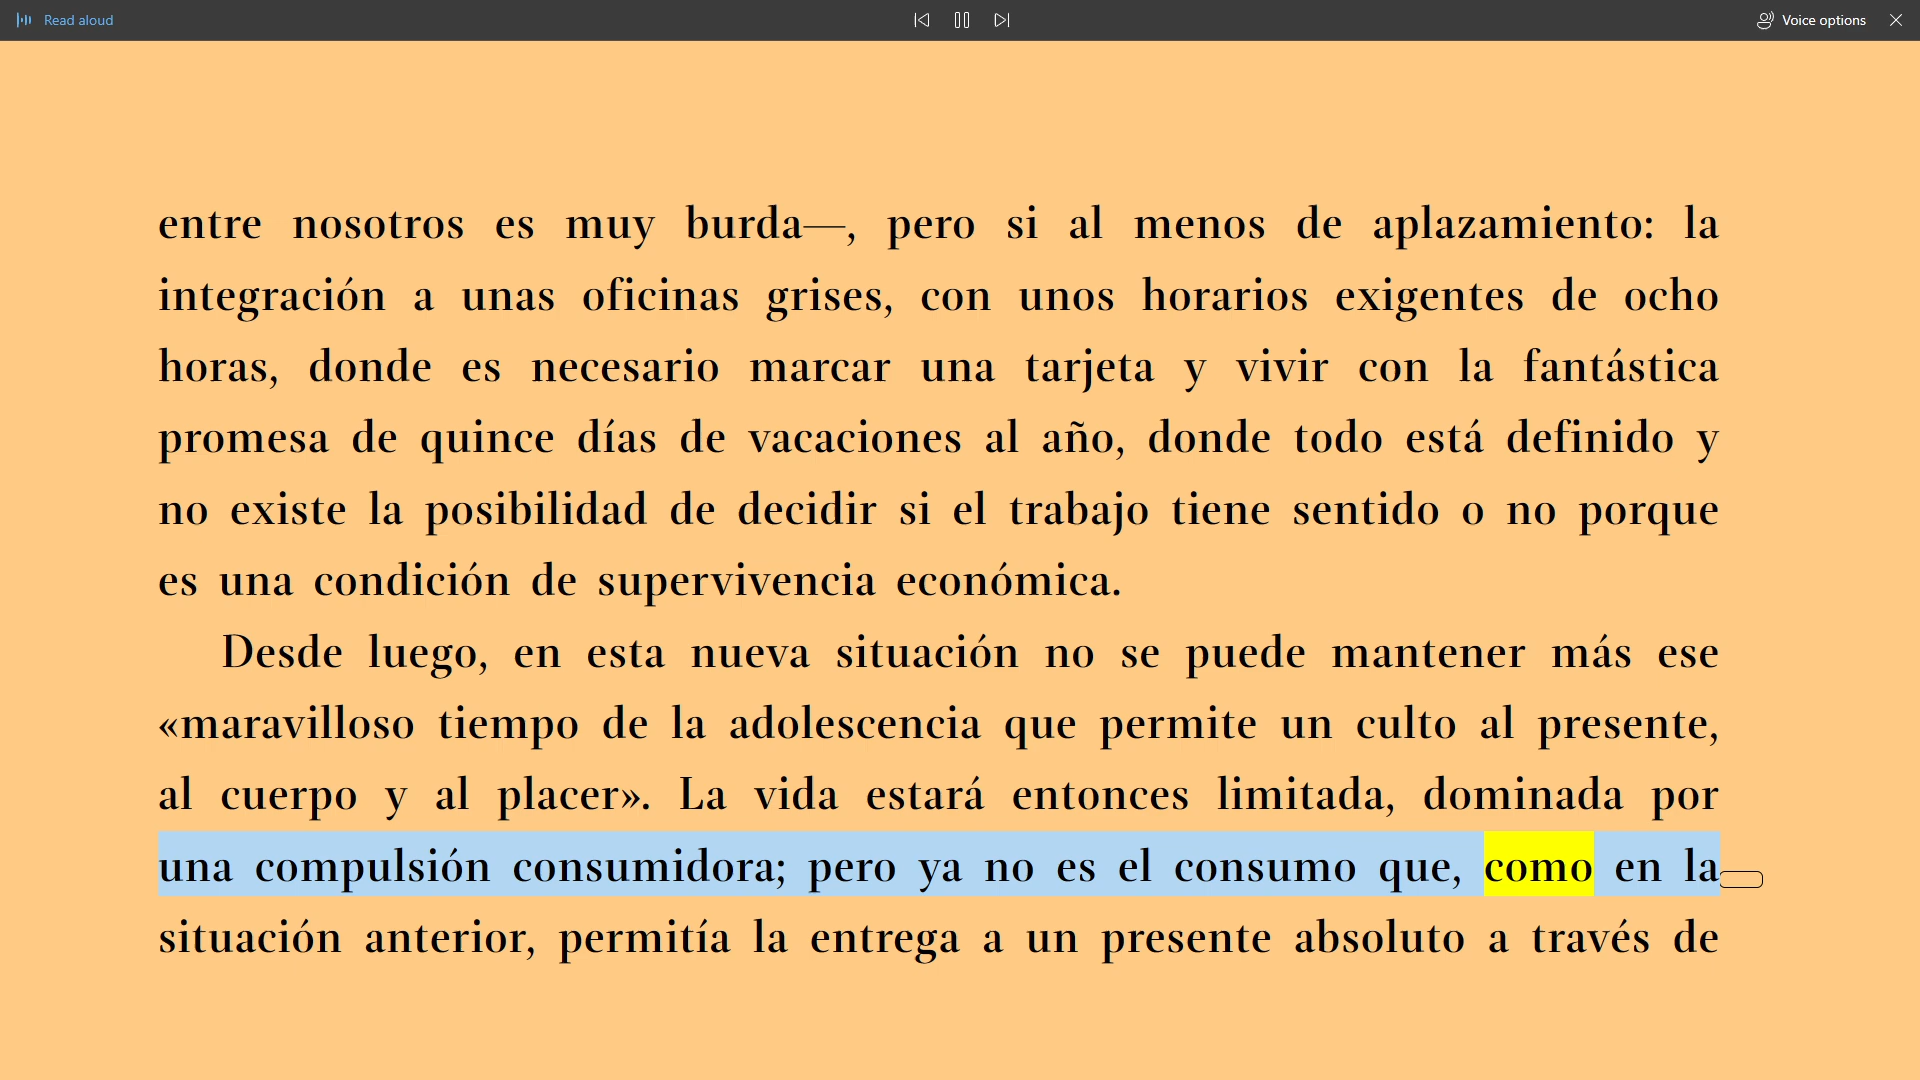 Read aloud
Voice options
entre nosotros es muy burda—, pero si al menos de aplazamiento: la
integración a unas oficinas grises, con unos horarios exigentes de ocho
horas, donde es necesario marcar una tarjeta y vivir con la fantástica
promesa de quince días de vacaciones al año, donde todo está definido y
no existe la posibilidad de decidir si el trabajo tiene sentido o no porque
es una condición de supervivencia económica.
Desde luego, en esta nueva situación no se puede mantener más ese
«maravilloso tiempo de la adolescencia que permite un culto al presente,
al cuerpo y al placer». La vida estará entonces limitada, dominada por
una compulsión consumidora; pero ya no es el consumo que, como en la
situación anterior, permitía la entrega a un presente absoluto a través de